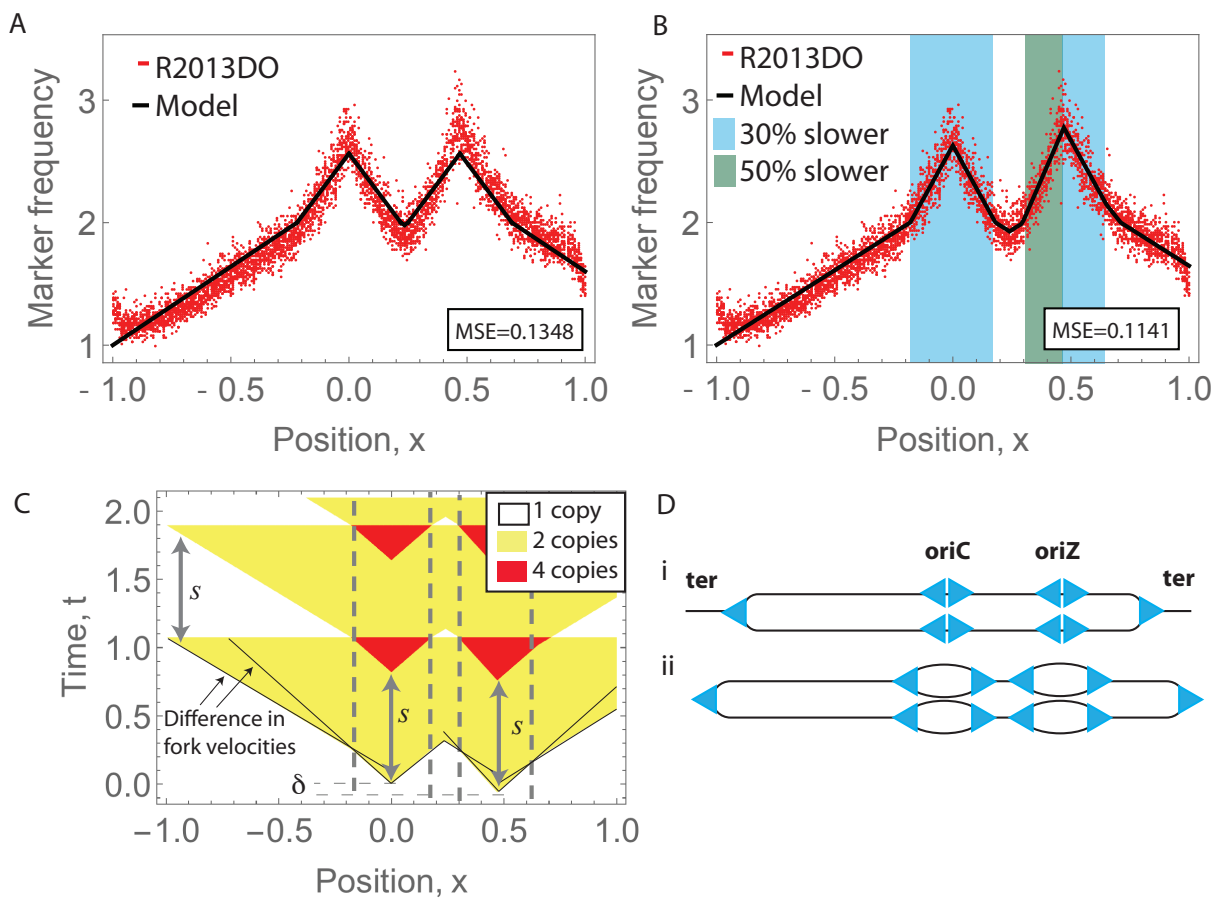 A
R2013DO
Model
Marker frequency
3
2
1
MSE=0.1348
- 1.0
- 0.5
0.0
0.5
1.0
Position, x
B
R2013DO
Model
30% slower
50% slower
Marker frequency
3
2
1
MSE=0.1141
- 1.0
- 0.5
0.0
0.5
1.0
Position, x
C
1 copy
2 copies
4 copies
Time, t
2.0
1.5
1.0
0.5
0.0
s
s
s
Difference in
fork velocities
δ
−1.0
−0.5
0.0
0.5
1.0
Position, x
D
i
oriC
oriZ
ter
ter
ii